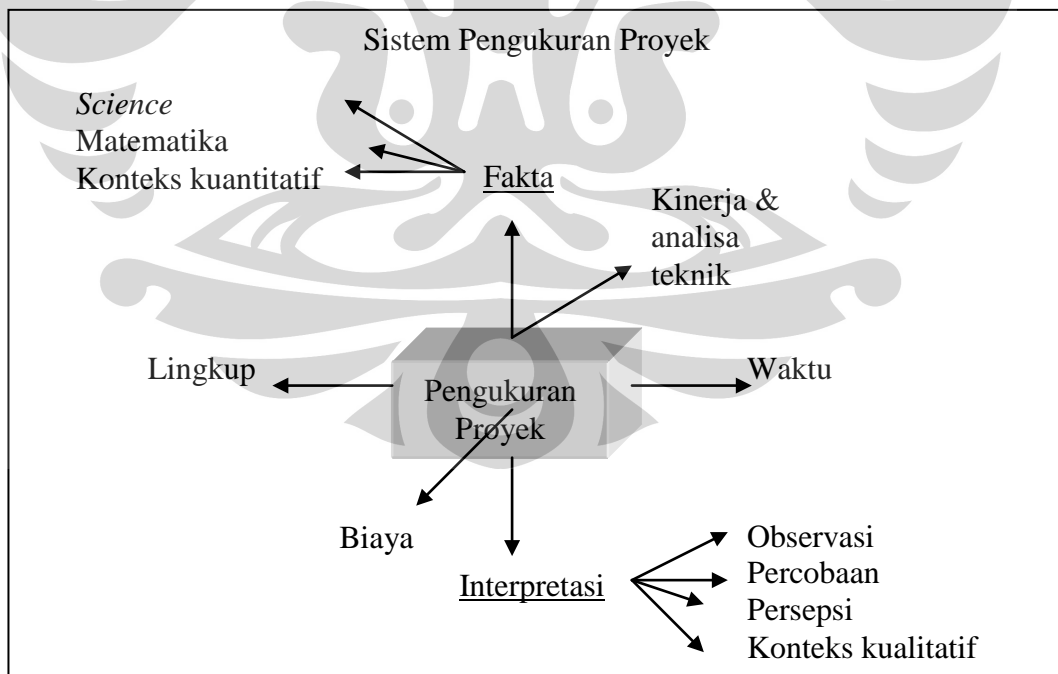 Sistem Pengukuran Proyek
Science
Matematika
Konteks kuantitatif
Fakta
Kinerja &
analisa
teknik
Lingkup
Pengukuran
Proyek
Waktu
Biaya
Interpretasi
Observasi
Percobaan
Persepsi
Konteks kualitatif